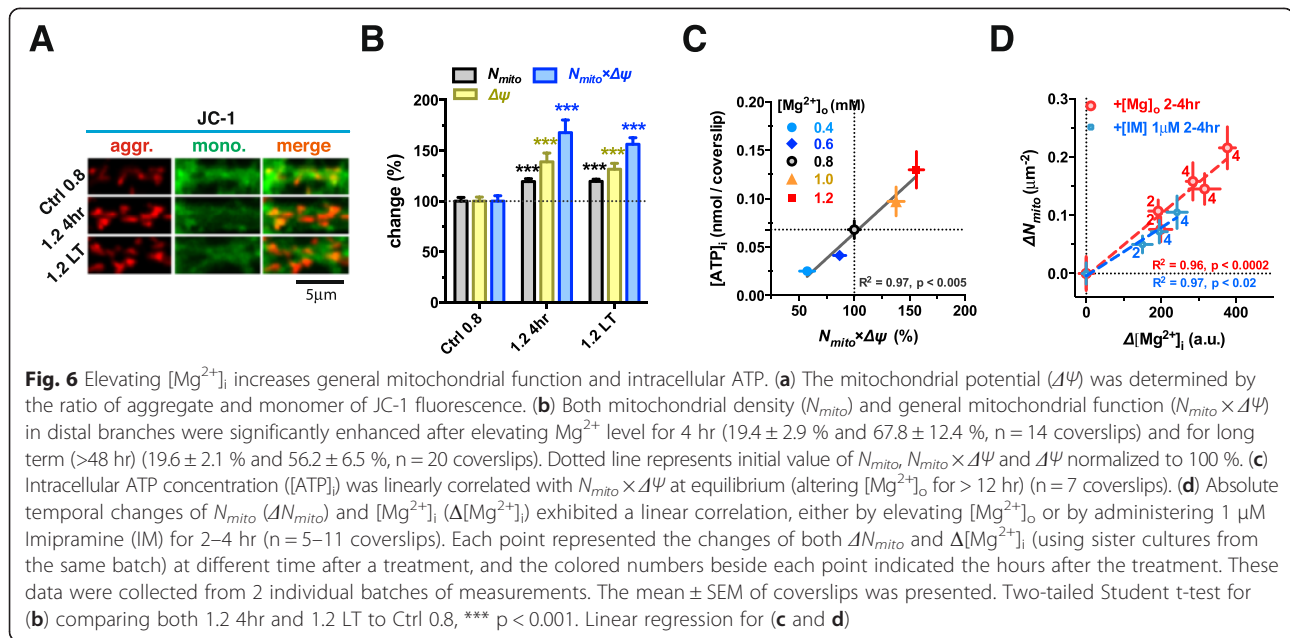 A
JC-1
aggr. mono. merge
Ctrl 0.8
1.2 4hr
1.2 LT
5μm
B
N_mito N_mito×Δψ
Δψ
change (%)
200
150
100
50
0
*** *** ***
*** *** ***
Ctrl 0.8 1.2 4hr 1.2 LT
C
[ATP]i (nmol / coverslip)
0.20
0.15
0.10
0.05
0.00
[Mg2+]o (mM)
0.4
0.6
0.8
1.0
1.2
R2 = 0.97, p < 0.005
50 100 150 200
N_mito×Δψ (%)
D
+[Mg]o 2-4hr
+[IM] 1μM 2-4hr
ΔN_mito (μm-2)
0.3
0.2
0.1
0.0
4
4
4
2
2
4
4
2
R2 = 0.96, p < 0.0002
R2 = 0.97, p < 0.02
0 200 400
Δ[Mg2+]i (a.u.)
Fig. 6 Elevating [Mg2+]i increases general mitochondrial function and intracellular ATP. (a) The mitochondrial potential (ΔΨ) was determined by
the ratio of aggregate and monomer of JC-1 fluorescence. (b) Both mitochondrial density (Nmito) and general mitochondrial function (Nmito × ΔΨ)
in distal branches were significantly enhanced after elevating Mg2+ level for 4 hr (19.4 ± 2.9 % and 67.8 ± 12.4 %, n = 14 coverslips) and for long
term (>48 hr) (19.6 ± 2.1 % and 56.2 ± 6.5 %, n = 20 coverslips). Dotted line represents initial value of Nmito, Nmito × ΔΨ and ΔΨ normalized to 100 %. (c)
Intracellular ATP concentration ([ATP]i) was linearly correlated with Nmito × ΔΨ at equilibrium (altering [Mg2+]o for > 12 hr) (n = 7 coverslips). (d) Absolute
temporal changes of Nmito (ΔNmito) and [Mg2+]i (Δ[Mg2+]i) exhibited a linear correlation, either by elevating [Mg2+]o or by administering 1 μM
Imipramine (IM) for 2–4 hr (n = 5–11 coverslips). Each point represented the changes of both ΔNmito and Δ[Mg2+]i (using sister cultures from
the same batch) at different time after a treatment, and the colored numbers beside each point indicated the hours after the treatment. These
data were collected from 2 individual batches of measurements. The mean ± SEM of coverslips was presented. Two-tailed Student t-test for
(b) comparing both 1.2 4hr and 1.2 LT to Ctrl 0.8, *** p < 0.001. Linear regression for (c and d)